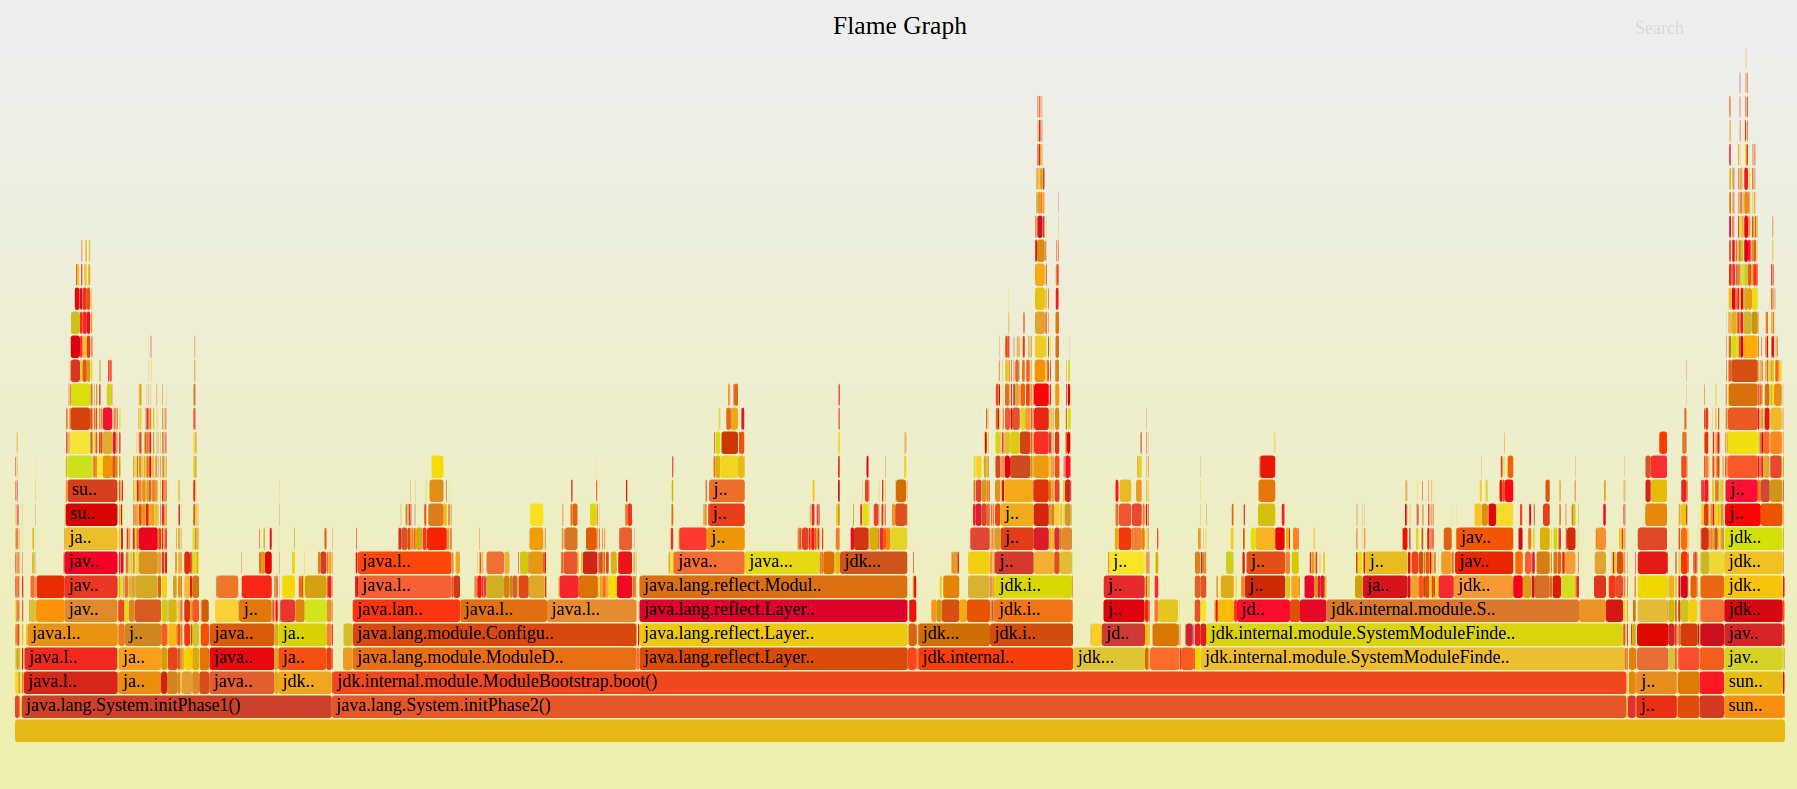 Flame Graph
Search
su..
j..
j..
su..
j..
j..
j..
ja..
j..
j..
jav..
jdk..
jav..
java.l..
java..
java...
jdk...
j..
j..
j..
j..
jav..
jdk..
jav..
java.l..
java.lang.reflect.Modul..
jdk.i..
j..
j..
ja..
jdk..
jdk..
jav..
j..
java.lan..
java.l..
java.l..
java.lang.reflect.Layer..
jdk.i..
j..
jd..
jdk.internal.module.S..
jdk..
java.l..
j..
java..
ja..
java.lang.module.Configu..
java.lang.reflect.Layer..
jdk...
jdk.i..
jd..
jdk.internal.module.SystemModuleFinde..
jav..
java.l..
ja..
java..
ja..
java.lang.module.ModuleD..
java.lang.reflect.Layer..
jdk.internal..
jdk...
jdk.internal.module.SystemModuleFinde..
jav..
java.l..
ja..
java..
jdk..
jdk.internal.module.ModuleBootstrap.boot()
j..
sun..
java.lang.System.initPhase1()
java.lang.System.initPhase2()
j..
sun..